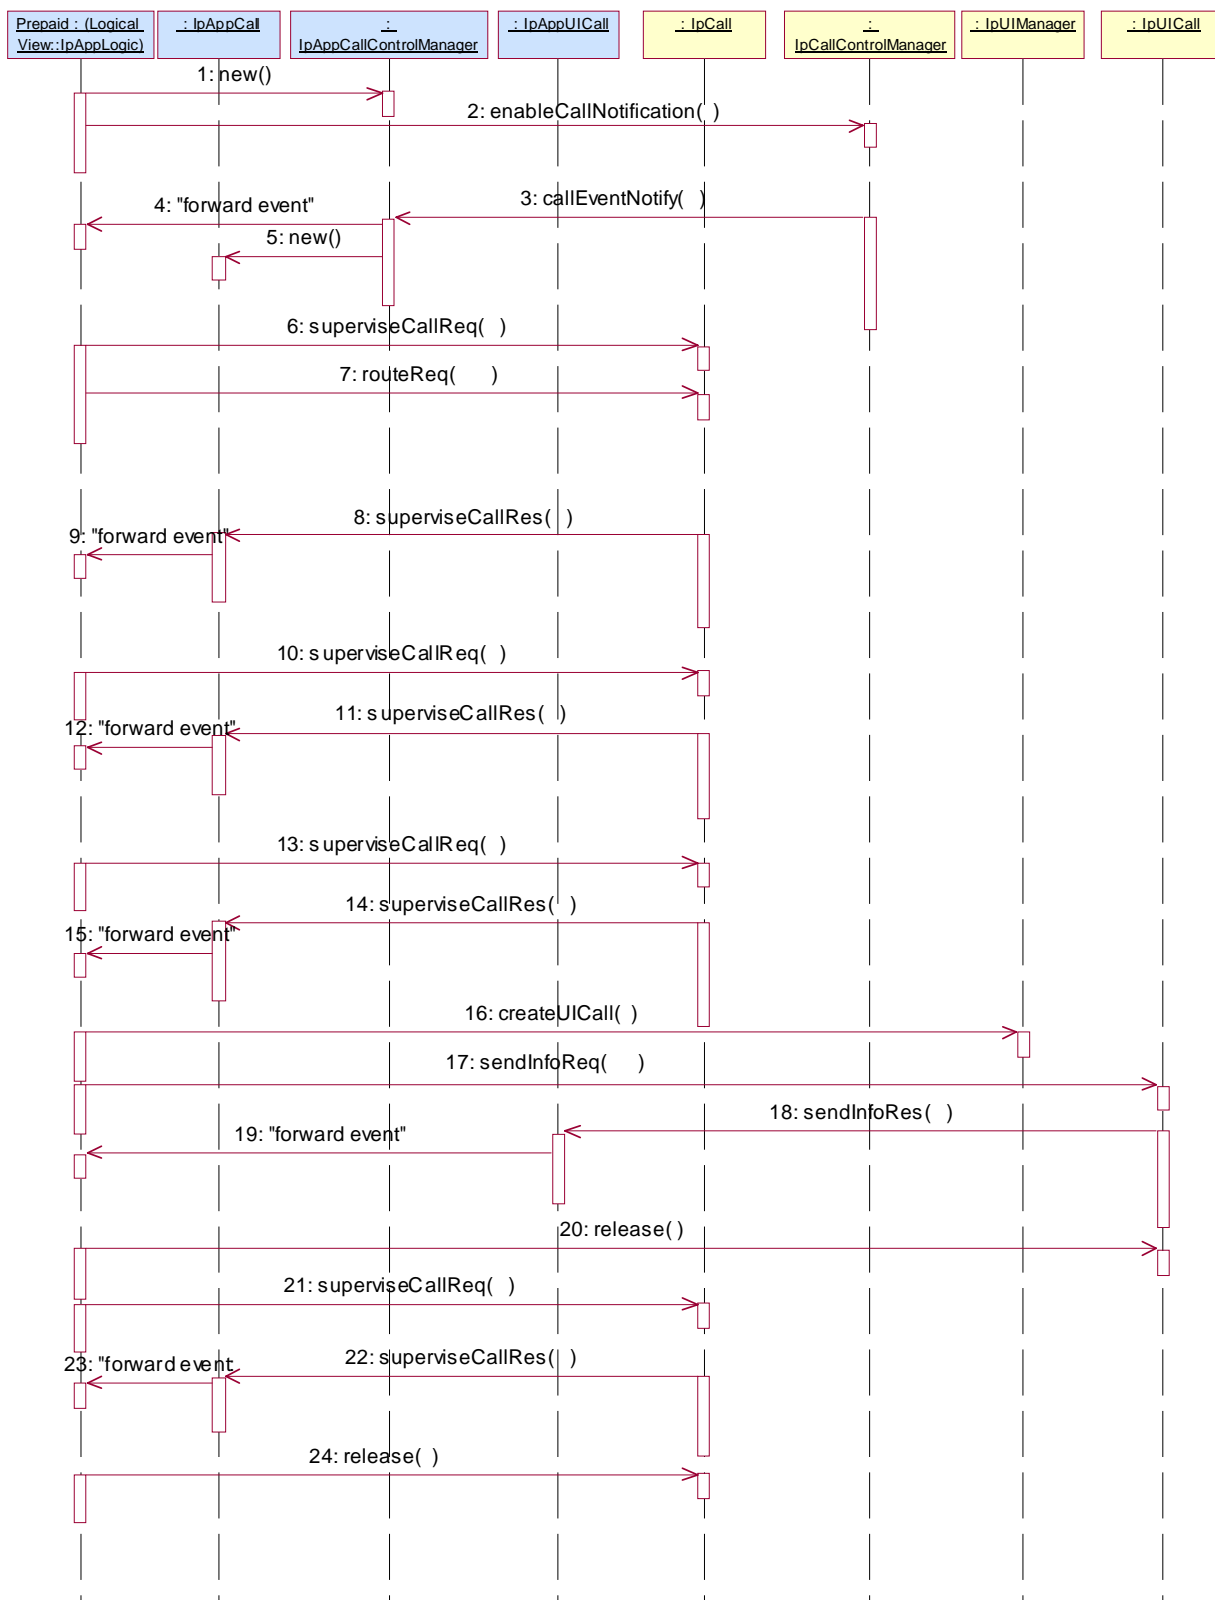 Prepaid : (Logical View::IpAppLogic)
: IpAppCall
: IpAppCallControlManager
: IpAppUICall
: IpCall
: IpCallControlManager
: IpUIManager
: IpUICall
1: new()
2: enableCallNotification( )
3: callEventNotify( )
4: "forward event"
5: new()
6: superviseCallReq( )
7: routeReq( )
8: superviseCallRes( )
9: "forward event"
10: superviseCallReq( )
11: superviseCallRes( )
12: "forward event"
13: superviseCallReq( )
14: superviseCallRes( )
15: "forward event"
16: createUICall( )
17: sendInfoReq( )
18: sendInfoRes( )
19: "forward event"
20: release( )
21: superviseCallReq( )
22: superviseCallRes( )
23: "forward event:
24: release( )